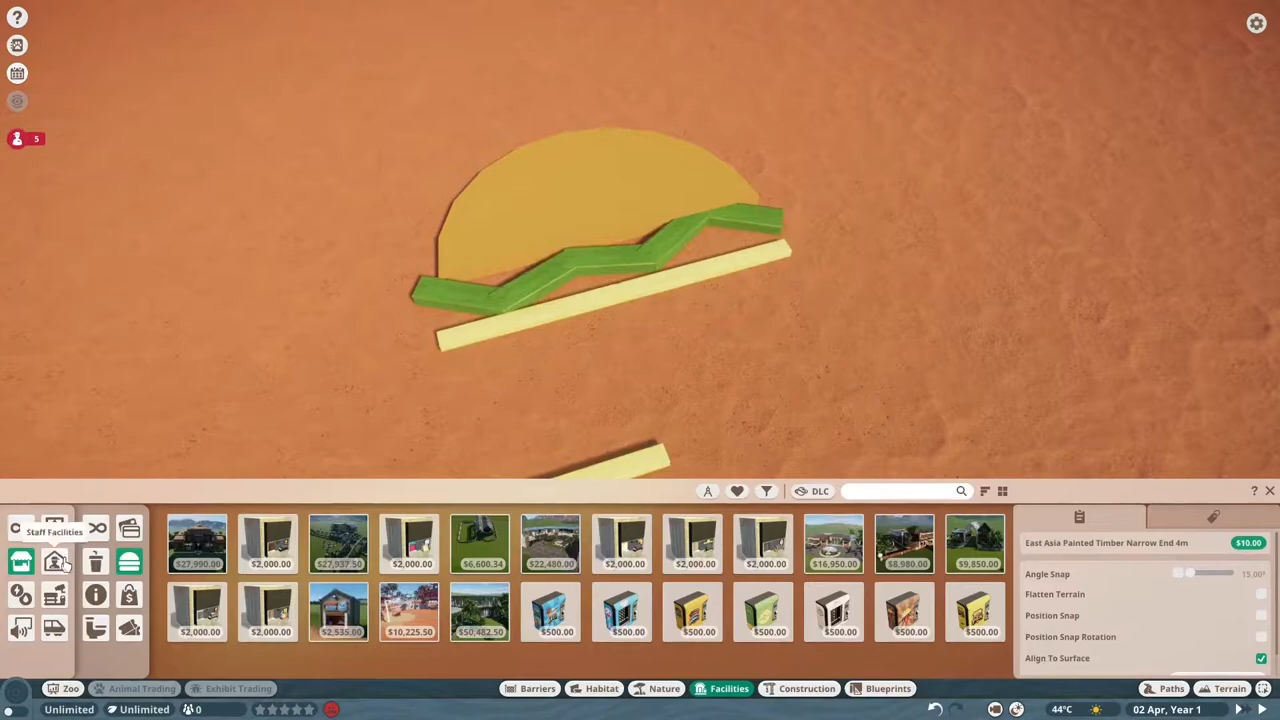 ?
5
DLC
?
Staff Facilities
$27,990.00
$2,000.00
$27,937.50
$2,000.00
$6,600.34
$22,480.00
$2,000.00
$2,000.00
$2,000.00
$16,950.00
$8,980.00
$9,850.00
$2,000.00
$2,000.00
$2,535.00
$10,225.50
$50,482.50
$500.00
$500.00
$500.00
$500.00
$500.00
$500.00
$500.00
East Asia Painted Timber Narrow End 4m
$10.00
Angle Snap
15.00°
Flatten Terrain
Position Snap
Position Snap Rotation
Align To Surface
Zoo
Animal Trading
Exhibit Trading
Barriers
Habitat
Nature
Facilities
Construction
Blueprints
Paths
Terrain
Unlimited
Unlimited
0
44°C
02 Apr, Year 1